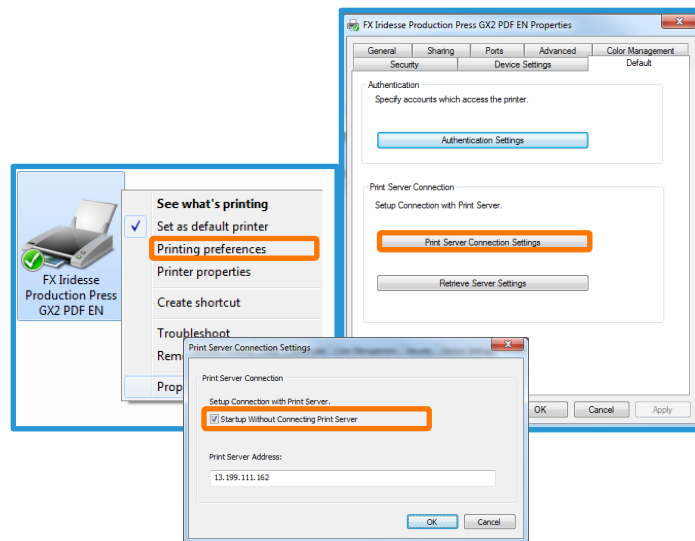 FX Iridesse Production Press GX2 PDF EN Properties
General Sharing Ports Advanced Color Management
Security Device Settings Default
Authentication
Specify accounts which access the printer.
Authentication Settings
Print Server Connection
Setup Connection with Print Server.
Print Server Connection Settings
Retrieve Server Settings
OK Cancel Apply
FX Iridesse
Production Press
GX2 PDF EN
See what's printing
Set as default printer
Printing preferences
Printer properties
Create shortcut
Troubleshoot
Rem
Prop
Print Server Connection Settings
Print Server Connection
Setup Connection with Print Server.
Startup Without Connecting Print Server
Print Server Address:
13.199.111.162
OK Cancel